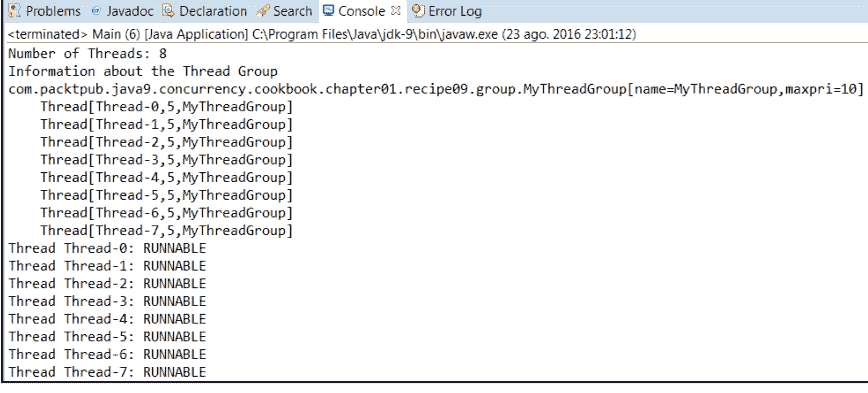 Problems Javadoc Declaration Search Console Error Log
<terminated> Main (6) [Java Application] C:\Program Files\Java\jdk-9\bin\javaw.exe (23 ago. 2016 23:01:12)
Number of Threads: 8
Information about the Thread Group
com.packtpub.java9.concurrency.cookbook.chapter01.recipe09.group.MyThreadGroup[name=MyThreadGroup,maxpri=10]
    Thread[Thread-0,5,MyThreadGroup]
    Thread[Thread-1,5,MyThreadGroup]
    Thread[Thread-2,5,MyThreadGroup]
    Thread[Thread-3,5,MyThreadGroup]
    Thread[Thread-4,5,MyThreadGroup]
    Thread[Thread-5,5,MyThreadGroup]
    Thread[Thread-6,5,MyThreadGroup]
    Thread[Thread-7,5,MyThreadGroup]
Thread Thread-0: RUNNABLE
Thread Thread-1: RUNNABLE
Thread Thread-2: RUNNABLE
Thread Thread-3: RUNNABLE
Thread Thread-4: RUNNABLE
Thread Thread-5: RUNNABLE
Thread Thread-6: RUNNABLE
Thread Thread-7: RUNNABLE